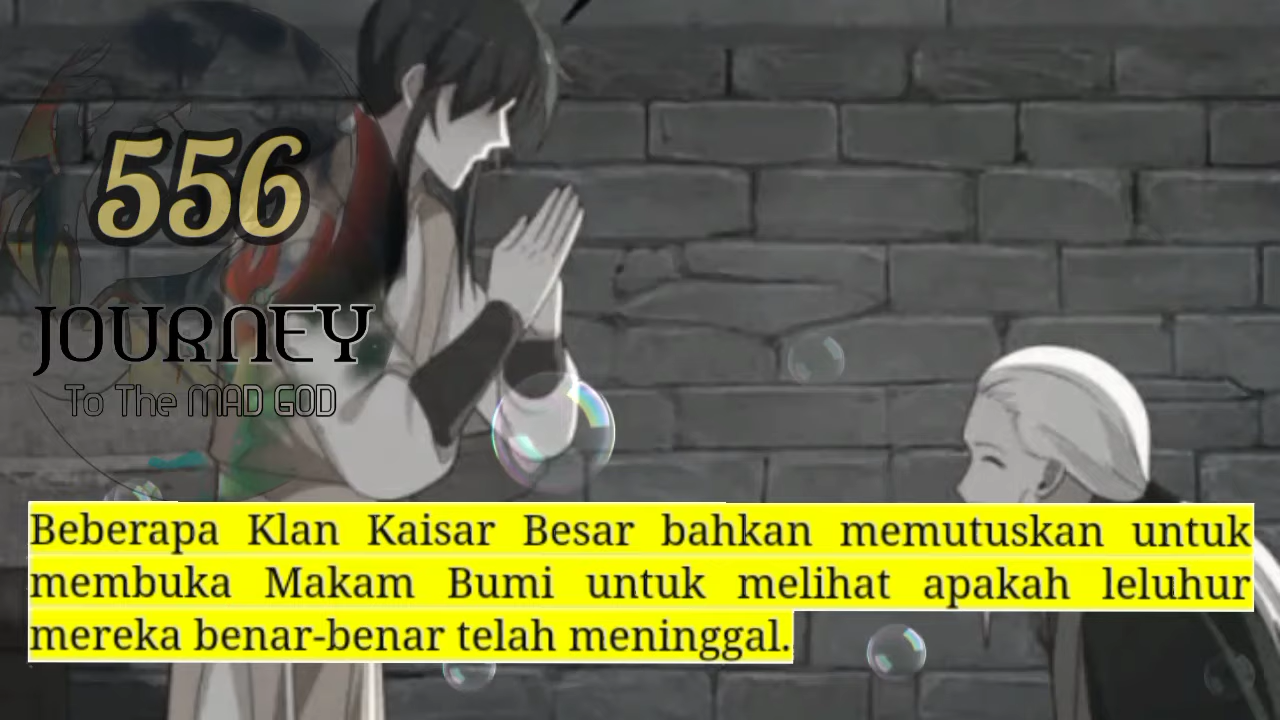 556
JOURNEY
To The MAD GOD
Beberapa Klan Kaisar Besar bahkan memutuskan untuk
membuka Makam Bumi untuk melihat apakah leluhur
mereka benar-benar telah meninggal.